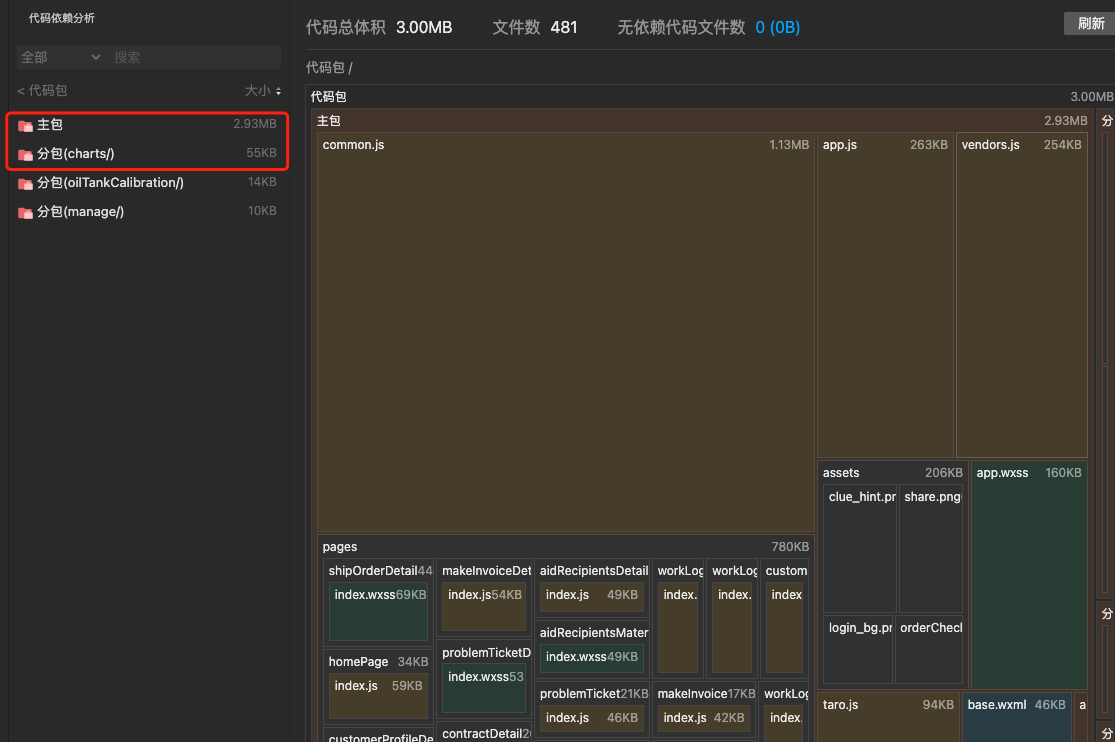 代码依赖分析
全部 搜索
< 代码包 大小
主包 2.93MB
分包(charts/) 55KB
分包(oilTankCalibration/) 14KB
分包(manage/) 10KB
代码总体积 3.00MB 文件数 481 无依赖代码文件数 0 (0B)
刷新
代码包 /
代码包 3.00MB
主包 2.93MB
分
common.js 1.13MB
app.js 263KB
vendors.js 254KB
assets 206KB
clue_hint.pr
share.png
login_bg.pr
orderChecl
app.wxss 160KB
pages 780KB
shipOrderDetail44
index.wxss69KB
makeInvoiceDet
index.js54KB
aidRecipientsDetail
index.js 49KB
workLog
index.
workLog
index.
custom
index
aidRecipientsMater
index.wxss49KB
homePage 34KB
index.js 59KB
problemTicketD
index.wxss53
problemTicket21KB
index.js 46KB
makeInvoice17KB
index.js 42KB
workLog
index.
customerProfileDe
contractDetail2
taro.js 94KB
base.wxml 46KB
a
分
分